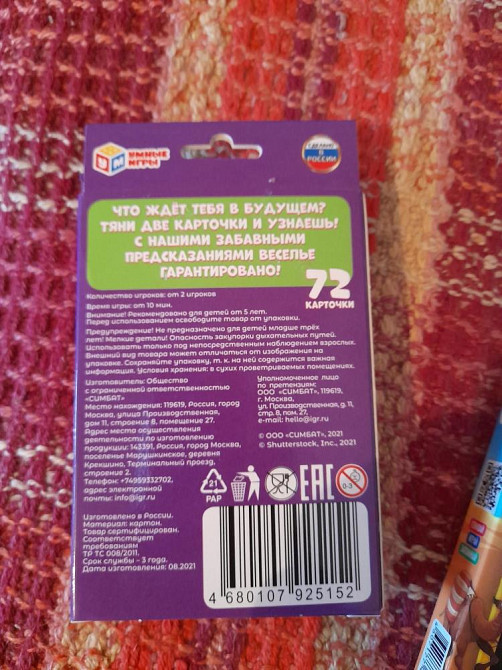 УМНЫЕ
ИГРЫ
СДЕЛАНО
В
РОССИИ
ЧТО ЖДЁТ ТЕБЯ В БУДУЩЕМ?
ТЯНИ ДВЕ КАРТОЧКИ И УЗНАЕШЬ!
С НАШИМИ ЗАБАВНЫМИ
ПРЕДСКАЗАНИЯМИ ВЕСЕЛЬЕ
ГАРАНТИРОВАНО!
72
КАРТОЧКИ
Количество игроков: от 2 игроков
Время игры: от 10 мин.
Внимание! Рекомендовано для детей от 5 лет.
Перед использованием освободите товар от упаковки.
Предупреждение! Не предназначено для детей младше трёх
лет! Мелкие детали! Опасность закупорки дыхательных путей.
Использовать только под непосредственным наблюдением взрослых.
Внешний вид товара может отличаться от изображения на
упаковке. Сохраняйте упаковку, т. к. на ней содержится важная
информация. Условия хранения: в сухих проветриваемых помещениях.
Изготовитель: Общество
с ограниченной ответственностью
«СИМБАТ»
Место нахождения: 119619, Россия, город
Москва, улица Производственная,
дом 11, строение 8, помещение 27.
Адрес места осуществления
деятельности по изготовлению
продукции: 143391, Россия, город Москва,
поселение Марушкинское, деревня
Крекшино, Терминальный проезд,
строение 2.
Телефон: +74959332702,
адрес электронной
почты: info@igr.ru
Уполномоченное лицо
по претензиям:
ООО «СИМБАТ», 119619,
г. Москва,
ул. Производственная, д. 11,
стр. 8, пом. 27,
e-mail: hello@igr.ru
© ООО «СИМБАТ», 2021
© Shutterstock, Inc., 2021
21
PAP
EAC
0-3
Изготовлено в России.
Материал: картон.
Товар сертифицирован.
Соответствует
требованиям
ТР ТС 008/2011.
Срок службы - 3 года.
Дата изготовления: 08.2021
4 680107 925152